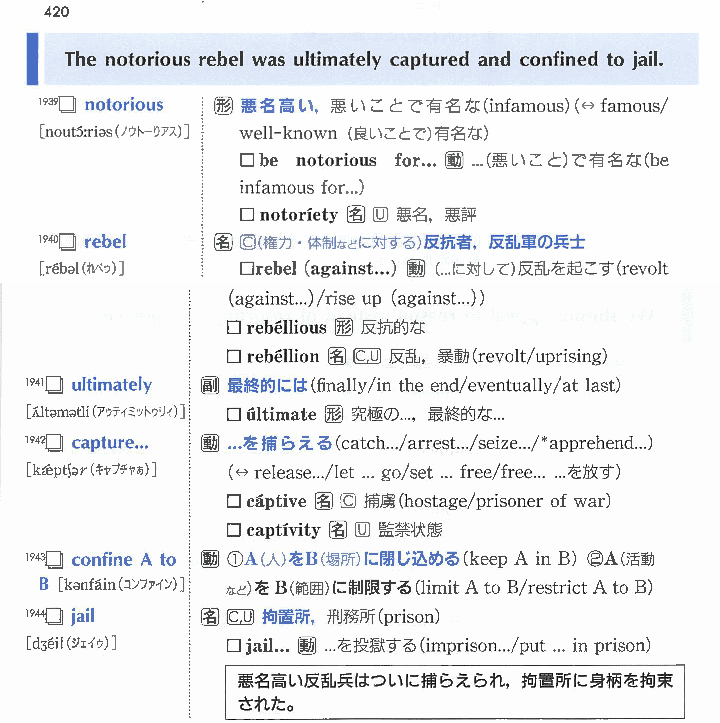 420
The notorious rebel was ultimately captured and confined to jail.
1939□ notorious
[noutɔ́ːriəs(ノウトーゥリアス)]
形 悪名高い，悪いことで有名な(infamous)(⇔ famous/
well-known (良いことで)有名な)
□ be notorious for... 動 ...(悪いこと)で有名な(be
infamous for...)
□ notoríety 名 U 悪名，悪評
1940□ rebel
[rébəl(ゥレベゥ)]
名 C(権力・体制などに対する)反抗者，反乱軍の兵士
□rebel (against...) 動 (...に対して)反乱を起こす(revolt
(against...)/rise up (against...))
□ rebéllious 形 反抗的な
□ rebéllion 名 C,U 反乱，暴動(revolt/uprising)
1941□ ultimately
[ʌ́ltəmətli(アゥティミットゥリィ)]
副 最終的には(finally/in the end/eventually/at last)
□ últimate 形 究極の...，最終的な...
1942□ capture...
[kǽptʃər(キャプチャぁ)]
動 ...を捕らえる(catch.../arrest.../seize.../*apprehend...)
(⇔ release.../let ... go/set ... free/free... ...を放す)
□ cáptive 名 C 捕虜(hostage/prisoner of war)
□ captívity 名 U 監禁状態
1943□ confine A to
B [kənfáin(コンファイン)]
動 ①A(人)をB(場所)に閉じ込める(keep A in B) ②A(活動
など)を B(範囲)に制限する(limit A to B/restrict A to B)
1944□ jail
[dʒéil(ジェイゥ)]
名 C,U 拘置所，刑務所(prison)
□ jail... 動 ...を投獄する(imprison.../put ... in prison)
悪名高い反乱兵はついに捕らえられ，拘置所に身柄を拘束
された。